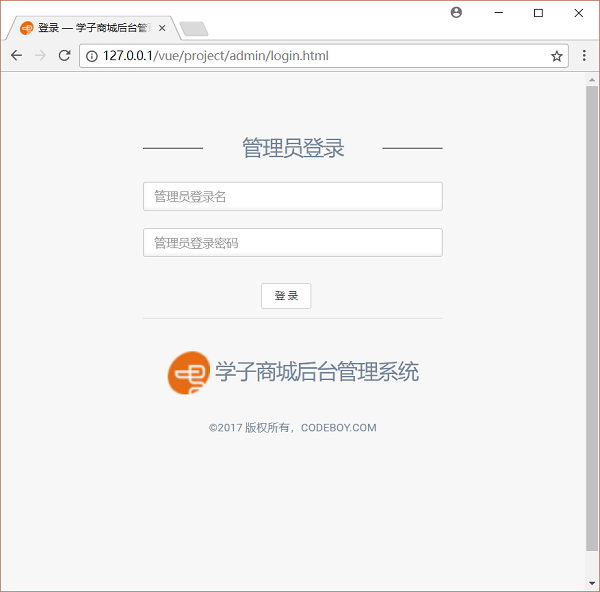 登录 — 学子商城后台管
127.0.0.1/vue/project/admin/login.html
管理员登录
管理员登录名
管理员登录密码
登 录
学子商城后台管理系统
©2017 版权所有，CODEBOY.COM